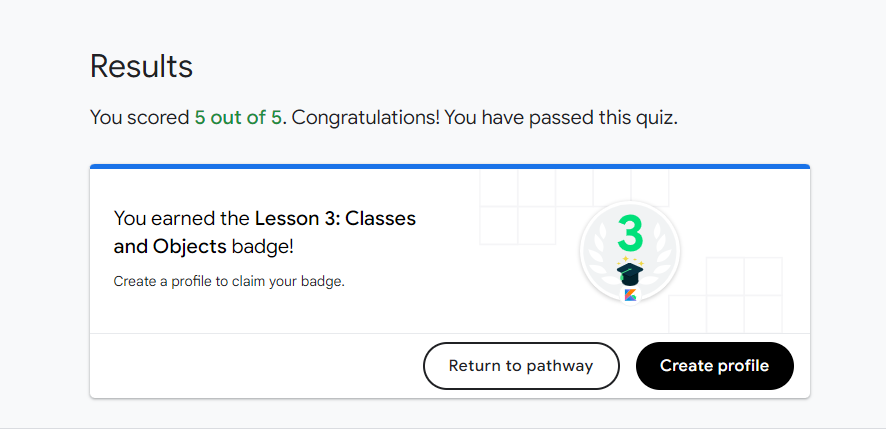 Results
You scored 5 out of 5. Congratulations! You have passed this quiz.
You earned the Lesson 3: Classes
and Objects badge!
Create a profile to claim your badge.
3
Return to pathway
Create profile